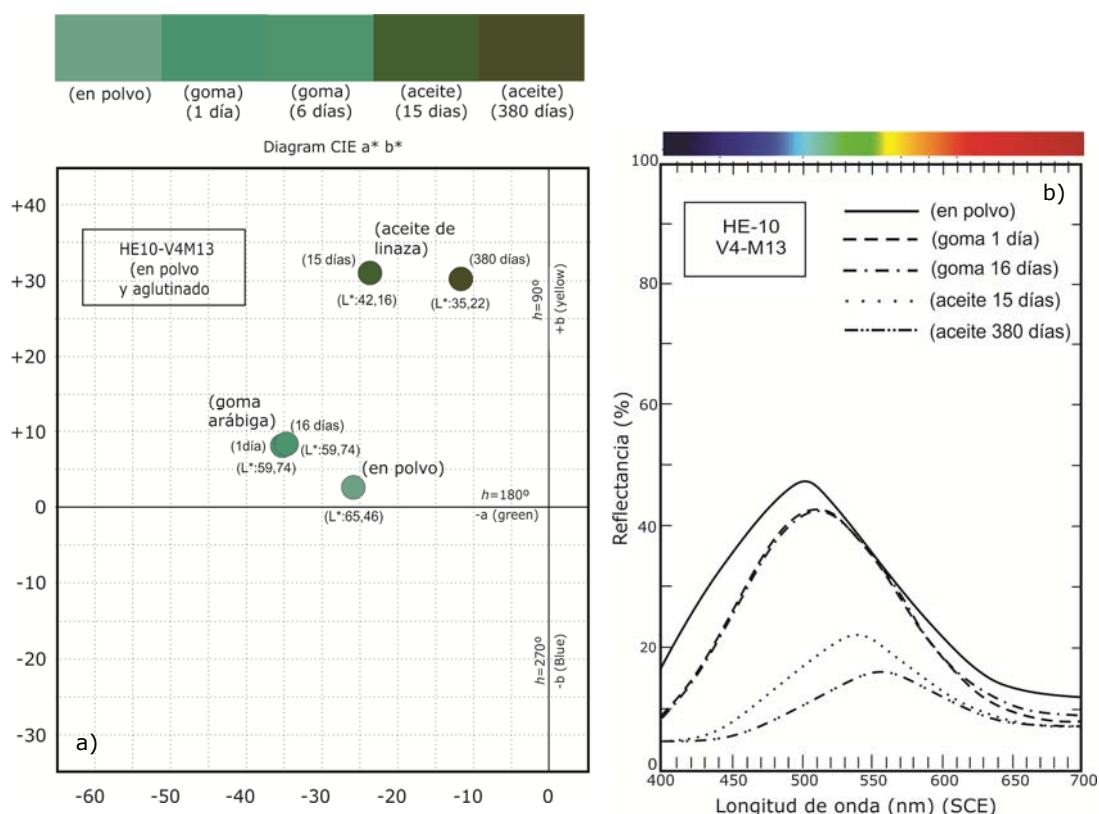 (en polvo)
(goma)
(1 día)
(goma)
(6 días)
(aceite)
(15 dias)
(aceite)
(380 días)
Diagram CIE a* b*
+40
+30
+20
+10
0
-10
-20
-30
-60
-50
-40
-30
-20
-10
0
HE10-V4M13
(en polvo
y aglutinado
(aceite de
linaza)
(15 días)
(L*:42,16)
(380 días)
(L*:35,22)
h=90º
+b (yellow)
(goma
arábiga)
(16 días)
(1día)
(L*:59,74)
(L*:59,74)
(en polvo)
(L*:65,46)
h=180º
-a (green)
h=270º
-b (Blue)
a)
b)
HE-10
V4-M13
(en polvo)
(goma 1 día)
(goma 16 días)
(aceite 15 días)
(aceite 380 días)
Reflectancia (%)
100
80
60
40
20
0
400
450
500
550
600
650
700
Longitud de onda (nm) (SCE)